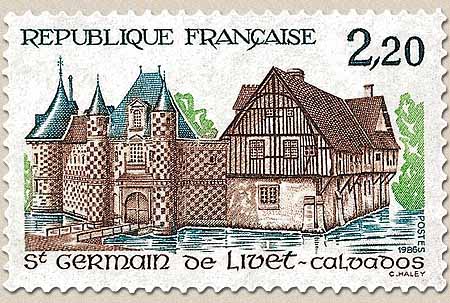 REPUBLIQUE FRANÇAISE 2,20
1986
POSTES
St GERMAIN de LIVET-CALVADOS
C.HALEY